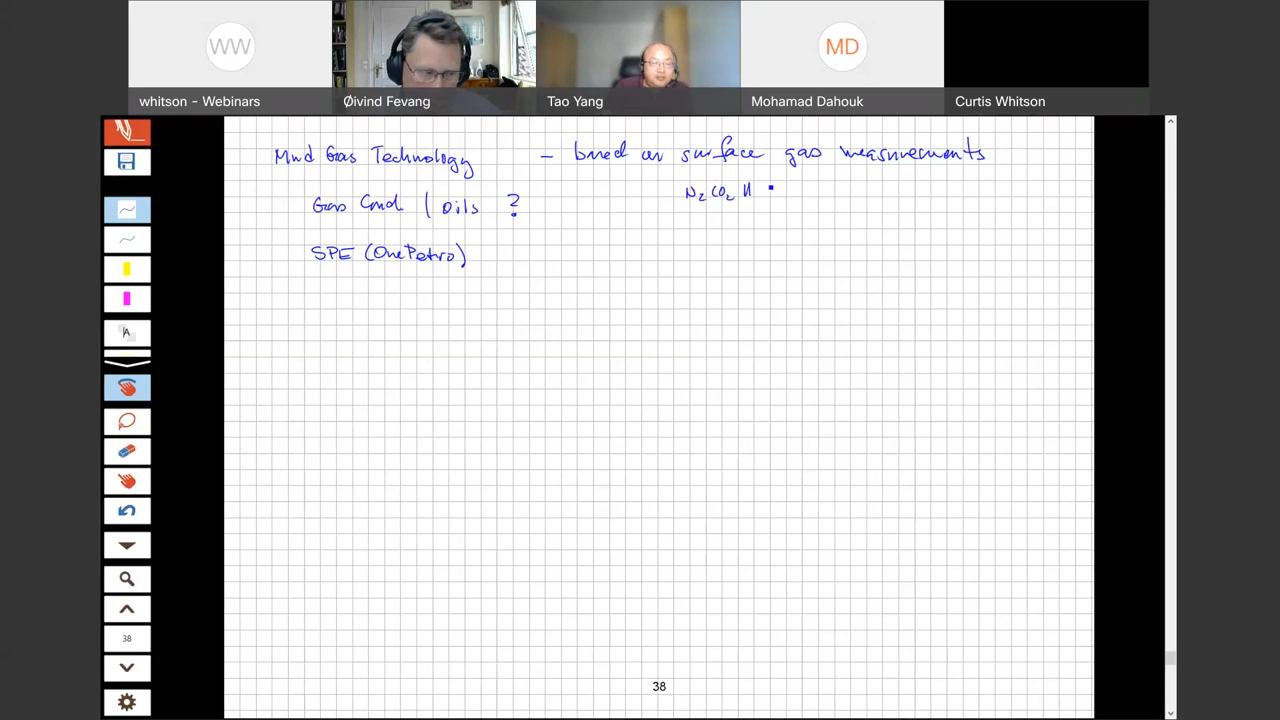 WW
MD
whitson - Webinars
Øivind Fevang
Tao Yang
Mohamad Dahouk
Curtis Whitson
Mud Gas Technology - based on surface gas measurements
N2 CO2 H
Gas Cond / Oils ?
SPE (OnePetro)
A
38
38